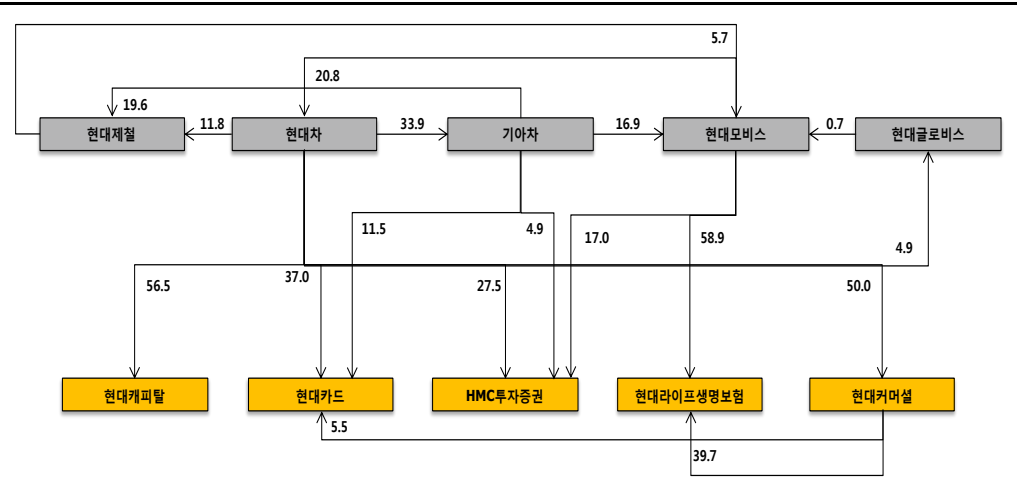 5.7
20.8
19.6
현대제철
11.8
현대차
33.9
기아차
16.9
현대모비스
0.7
현대글로비스
11.5
4.9
17.0
58.9
4.9
56.5
37.0
27.5
50.0
현대캐피탈
현대카드
HMC투자증권
현대라이프생명보험
현대커머셜
5.5
39.7